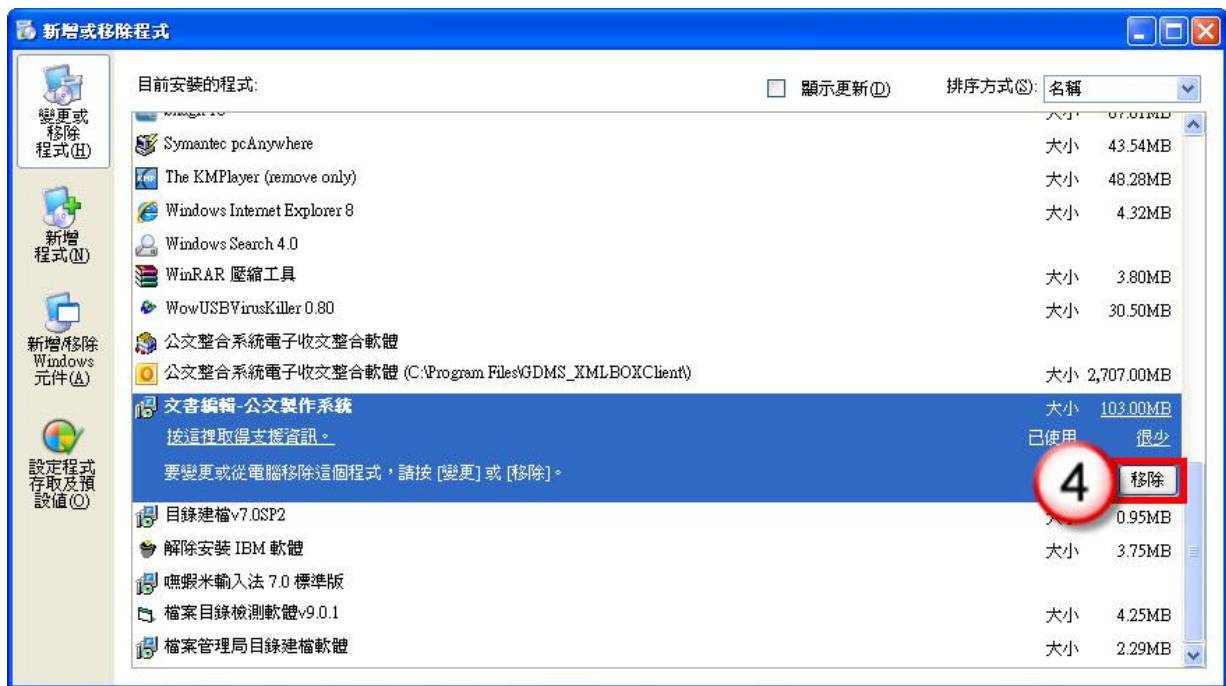 新增或移除程式
變更或
移除
程式(H)
新增
程式(N)
新增/移除
Windows
元件(A)
設定程式
存取及預
設值(O)
目前安裝的程式:
顯示更新(D)
排序方式(S): 名稱
Symantec pcAnywhere 大小 43.54MB
The KMPlayer (remove only) 大小 48.28MB
Windows Internet Explorer 8 大小 4.32MB
Windows Search 4.0
WinRAR 壓縮工具 大小 3.80MB
WowUSBVirusKiller 0.80 大小 30.50MB
公文整合系統電子收文整合軟體
公文整合系統電子收文整合軟體 (C:\Program Files\GDMS_XMLBOXClient\) 大小 2,707.00MB
文書編輯-公文製作系統 大小 103.00MB
按這裡取得支援資訊。 已使用 很少
要變更或從電腦移除這個程式，請按 [變更] 或 [移除]。 4 移除
目錄建檔v7.0SP2 大小 0.95MB
解除安裝 IBM 軟體 大小 3.75MB
嘸蝦米輸入法 7.0 標準版
檔案目錄檢測軟體v9.0.1 大小 4.25MB
檔案管理局目錄建檔軟體 大小 2.29MB